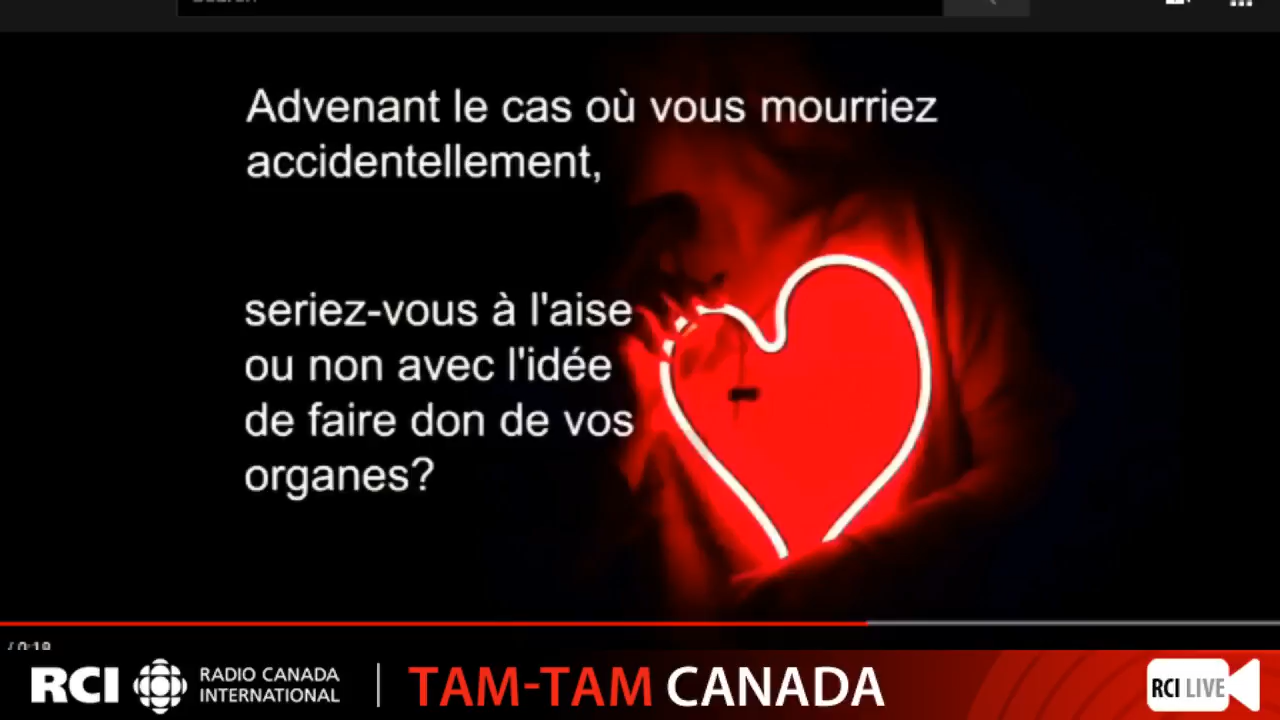 Advenant le cas où vous mourriez
accidentellement,
seriez-vous à l'aise
ou non avec l'idée
de faire don de vos
organes?
RCI
RADIO CANADA
INTERNATIONAL
TAM-TAM CANADA
RCI LIVE